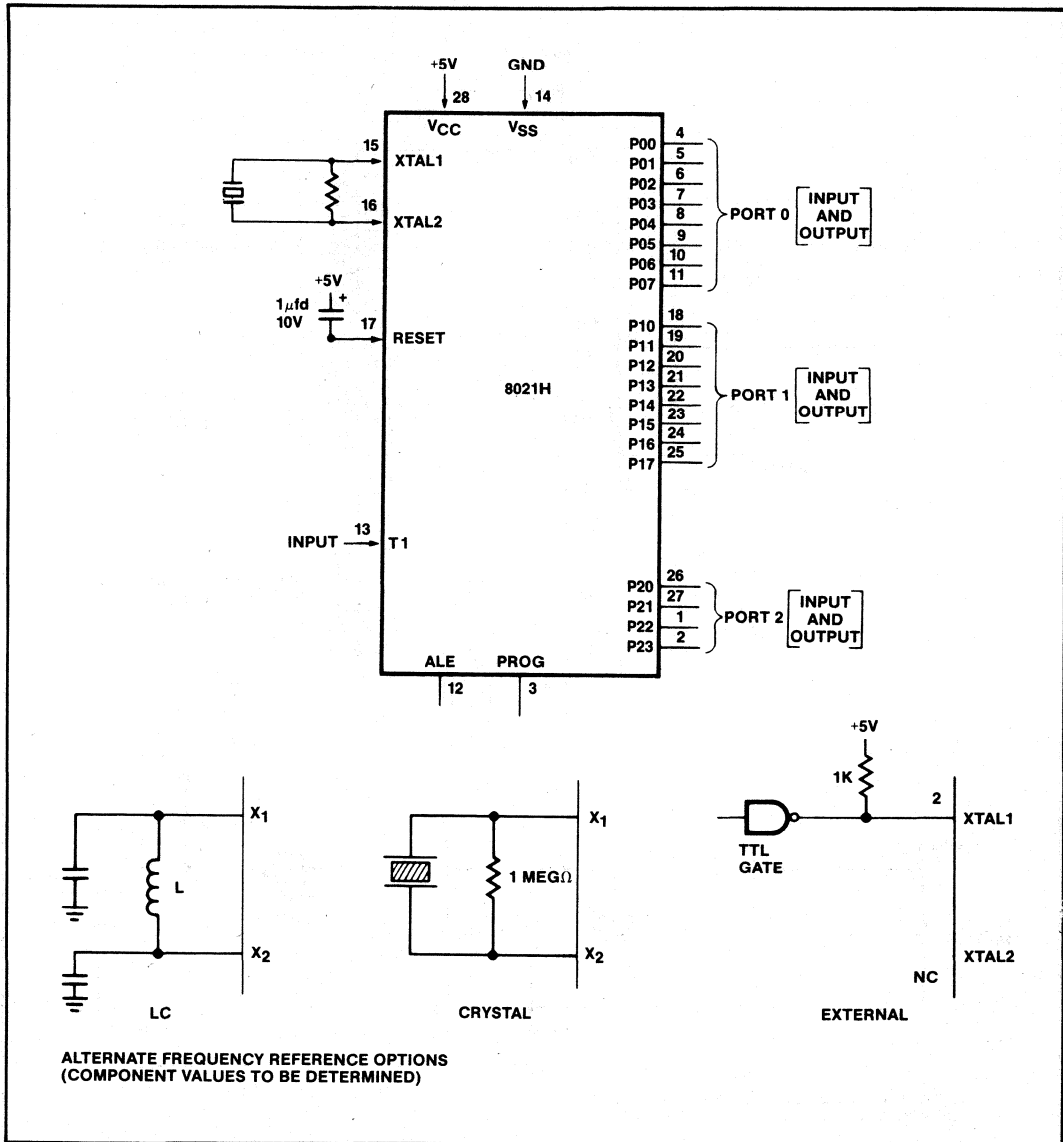 +5V
GND
28
14
VCC
VSS
15
XTAL1
16
XTAL2
+5V
+
1µfd
10V
17
RESET
8021H
INPUT
13
T1
P00
4
P01
5
P02
6
P03
7
P04
8
P05
9
P06
10
P07
11
PORT 0
INPUT
AND
OUTPUT
P10
18
P11
19
P12
20
P13
21
P14
22
P15
23
P16
24
P17
25
PORT 1
INPUT
AND
OUTPUT
P20
26
P21
27
P22
1
P23
2
PORT 2
INPUT
AND
OUTPUT
ALE
PROG
12
3
X1
L
X2
LC
X1
1 MEGΩ
X2
CRYSTAL
+5V
1K
2
XTAL1
TTL
GATE
XTAL2
NC
EXTERNAL
ALTERNATE FREQUENCY REFERENCE OPTIONS
(COMPONENT VALUES TO BE DETERMINED)